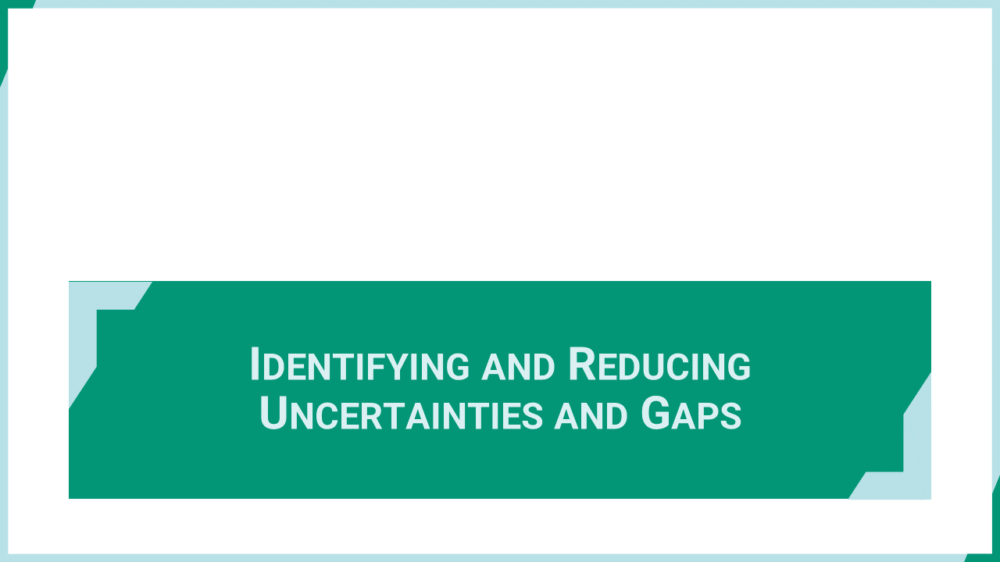 Identifying and Reducing
Uncertainties and Gaps